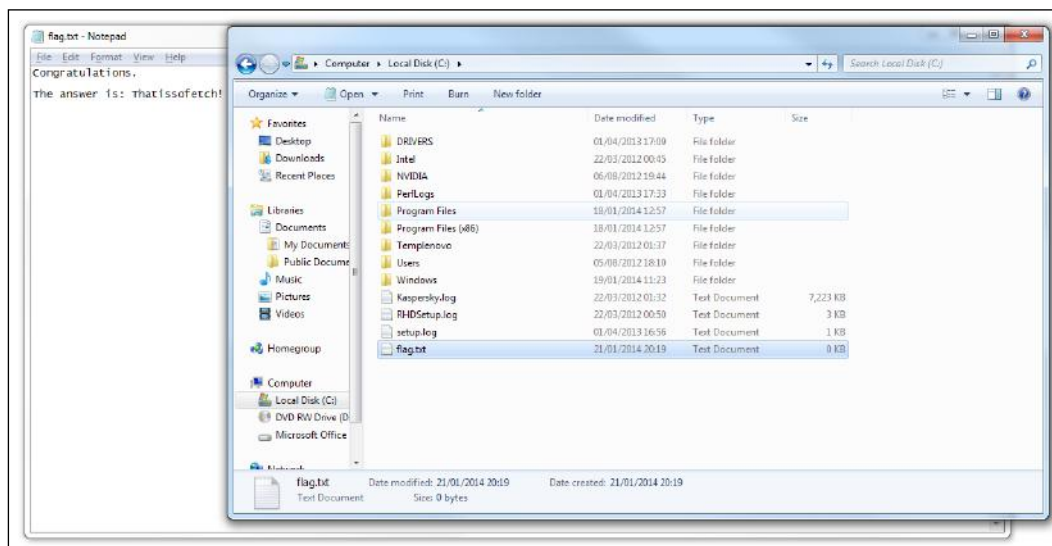 flag.txt - Notepad
File Edit Format View Help
Congratulations.
The answer is: Thatissofetch!
Computer Local Disk (C:)
Search Local Disk (C:)
Organize Open Print Burn New folder
Name Date modified Type Size
Favorites
Desktop
Downloads
Recent Places
Libraries
Documents
My Documents
Public Docume
Music
Pictures
Videos
Homegroup
Computer
Local Disk (C:)
DVD RW Drive (D
Microsoft Office
Network
DRIVERS 01/04/2013 17:09 File folder
Intel 22/03/2012 00:45 File folder
NVIDIA 06/08/2012 19:44 File folder
PerfLogs 01/04/2013 17:33 File folder
Program Files 18/01/2014 12:57 File folder
Program Files (x86) 18/01/2014 12:57 File folder
Templenovo 22/03/2012 01:37 File folder
Users 05/08/2012 18:10 File folder
Windows 19/01/2014 11:23 File folder
Kaspersky.log 22/03/2012 01:32 Text Document 7,223 KB
RHDSetup.log 22/03/2012 00:50 Text Document 3 KB
setup.log 01/04/2013 16:56 Text Document 1 KB
flag.txt 21/01/2014 20:19 Text Document 0 KB
flag.txt Date modified: 21/01/2014 20:19 Date created: 21/01/2014 20:19
Text Document Size: 0 bytes